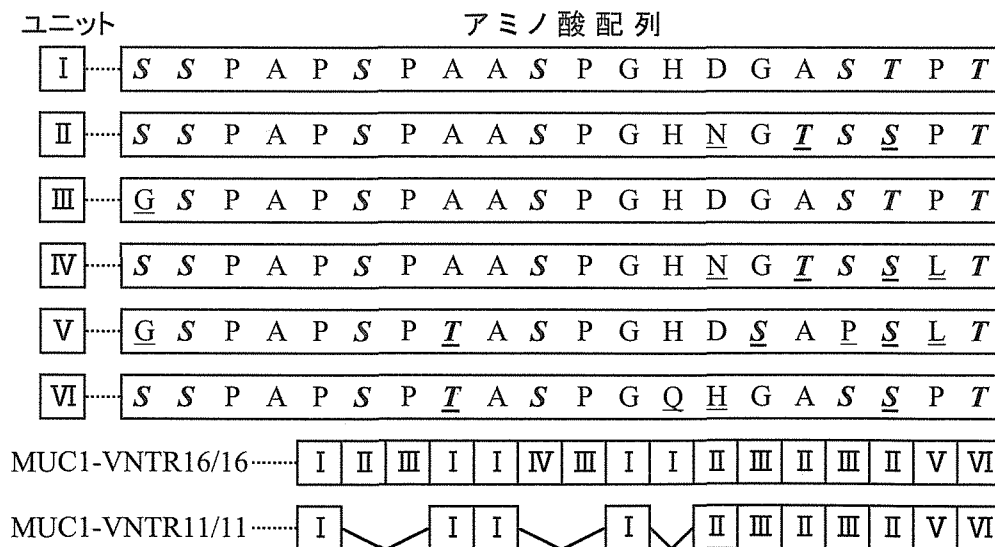 ユニット アミノ酸配列
Ⅰ S S P A P S P A A S P G H D G A S T P T
Ⅱ S S P A P S P A A S P G H N G T S S P T
Ⅲ G S P A P S P A A S P G H D G A S T P T
Ⅳ S S P A P S P A A S P G H N G T S S L T
Ⅴ G S P A P S P T A S P G H D S A P S L T
Ⅵ S S P A P S P T A S P G Q H G A S S P T
MUC1-VNTR16/16 Ⅰ Ⅱ Ⅲ Ⅰ Ⅰ Ⅳ Ⅲ Ⅰ Ⅰ Ⅱ Ⅲ Ⅱ Ⅲ Ⅱ Ⅴ Ⅵ
MUC1-VNTR11/11 Ⅰ Ⅰ Ⅰ Ⅰ Ⅱ Ⅲ Ⅱ Ⅲ Ⅱ Ⅴ Ⅵ